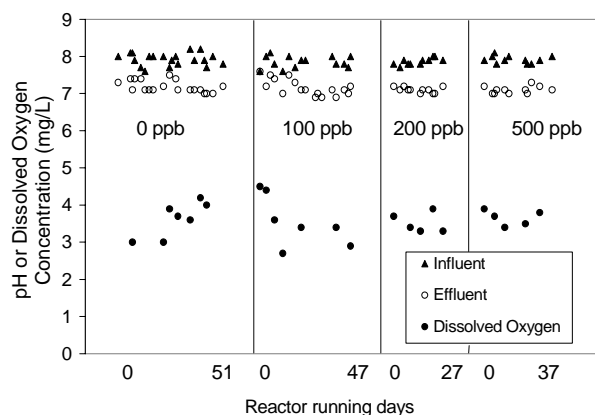 9
8
7
6
5
4
3
2
1
0
pH or Dissolved Oxygen
Concentration (mg/L)
0 ppb
100 ppb
200 ppb
500 ppb
Influent
Effluent
Dissolved Oxygen
0 51 0 47 0 27 0 37
Reactor running days